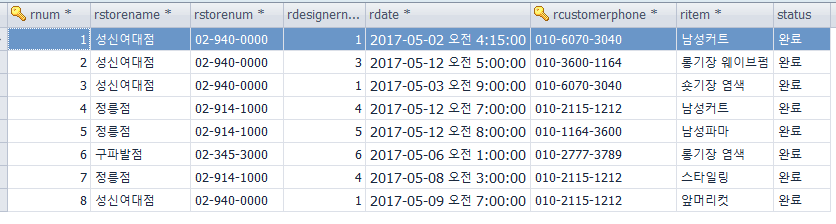 rnum * rstorename * rstorenum * rdesignern... rdate * rcustomerphone * ritem * status *
1 성신여대점 02-940-0000 1 2017-05-02 오전 4:15:00 010-6070-3040 남성커트 완료
2 성신여대점 02-940-0000 3 2017-05-12 오전 5:00:00 010-3600-1164 롱기장 웨이브펌 완료
3 성신여대점 02-940-0000 1 2017-05-03 오전 9:00:00 010-6070-3040 숏기장 염색 완료
4 정릉점 02-914-1000 4 2017-05-12 오전 7:00:00 010-2115-1212 남성커트 완료
5 정릉점 02-914-1000 5 2017-05-12 오전 8:00:00 010-1164-3600 남성파마 완료
6 구파발점 02-345-3000 6 2017-05-06 오전 1:00:00 010-2777-3789 롱기장 염색 완료
7 정릉점 02-914-1000 4 2017-05-08 오전 3:00:00 010-2115-1212 스타일링 완료
8 성신여대점 02-940-0000 1 2017-05-09 오전 7:00:00 010-2115-1212 앞머리컷 완료